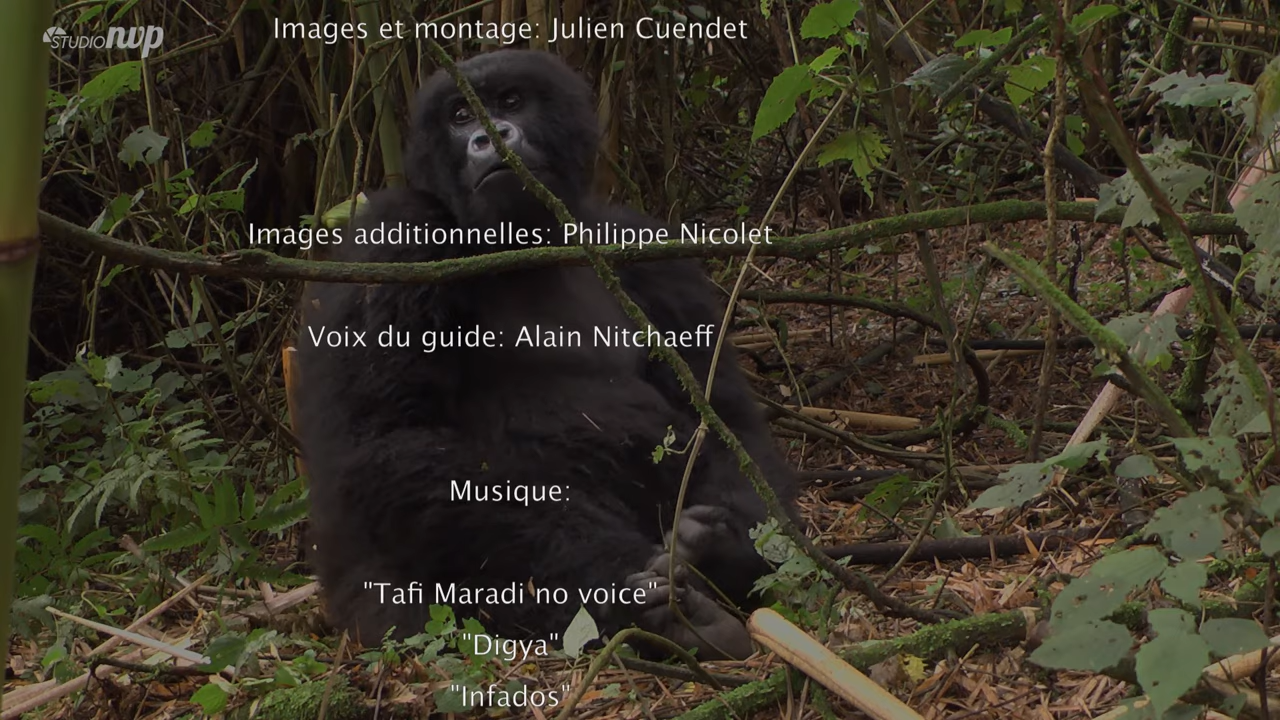 STUDIO nwp
Images et montage: Julien Cuendet
Images additionnelles: Philippe Nicolet
Voix du guide: Alain Nitchaeff
Musique:
"Tafi Maradi no voice"
"Digya"
"Infados"